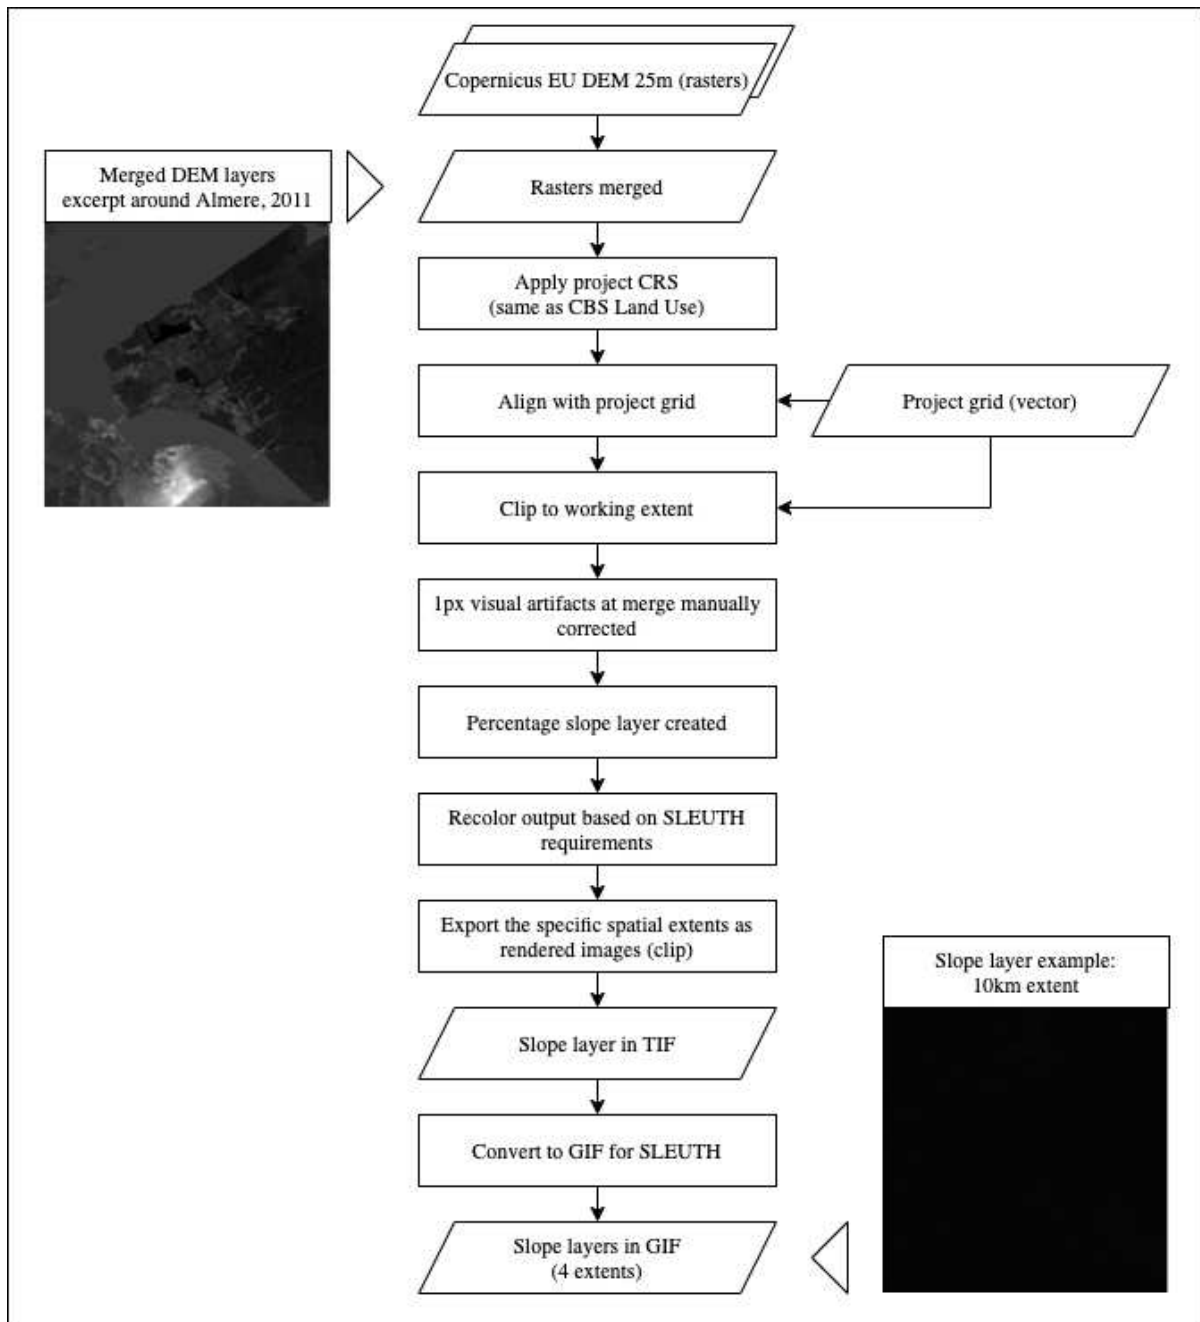 Copernicus EU DEM 25m (rasters)
Merged DEM layers
excerpt around Almere, 2011
Rasters merged
Apply project CRS
(same as CBS Land Use)
Align with project grid
Project grid (vector)
Clip to working extent
1px visual artifacts at merge manually
corrected
Percentage slope layer created
Recolor output based on SLEUTH
requirements
Export the specific spatial extents as
rendered images (clip)
Slope layer example:
10km extent
Slope layer in TIF
Convert to GIF for SLEUTH
Slope layers in GIF
(4 extents)